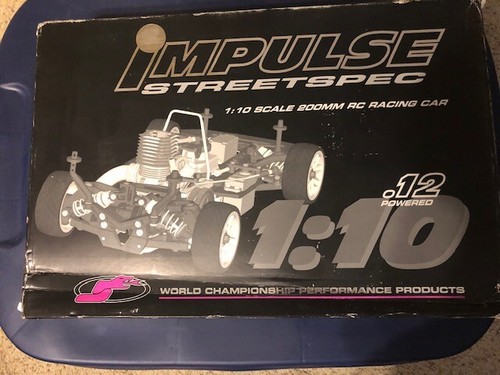 iMPULSE
STREETSPEC
1:10 SCALE 200MM RC RACING CAR
.12
POWERED
1:10
WORLD CHAMPIONSHIP PERFORMANCE PRODUCTS